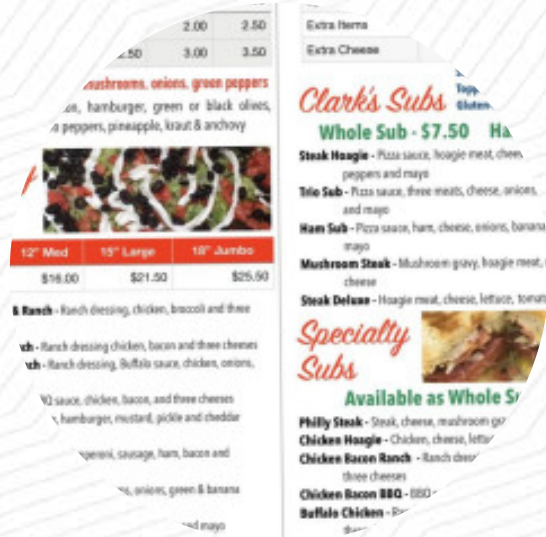 2.00 2.50
.50 3.00 3.50
mushrooms, onions, green peppers
hamburger, green or black olives,
peppers, pineapple, kraut & anchovy
12" Med 15" Large 18" Jumbo
$16.00 $21.50 $25.50
& Ranch - Ranch dressing, chicken, broccoli and three
- Ranch dressing chicken, bacon and three cheeses
- Ranch dressing, Buffalo sauce, chicken, onions,
sauce, chicken, bacon, and three cheeses
hamburger, mustard, pickle and cheddar
sausage, ham, bacon and
onions, green & banana
and mayo
Extra Items
Extra Cheese
Clark's Subs
Whole Sub - $7.50
Steak Hoagie - Pizza sauce, hoagie meat,
peppers and mayo
Trio Sub - Pizza sauce, three meats, cheese, onions,
and mayo
Ham Sub - Pizza sauce, ham, cheese, onions, banana
mayo
Mushroom Steak - Mushroom gravy, hoagie meat,
cheese
Steak Deluxe - Hoagie meat, cheese, lettuce,
Specialty
Subs
Available as Whole
Philly Steak - Steak, cheese, mushroom
Chicken Hoagie - Chicken, cheese,
Chicken Bacon Ranch - Ranch
three cheeses
Chicken Bacon BBQ - BBQ
Buffalo Chicken -